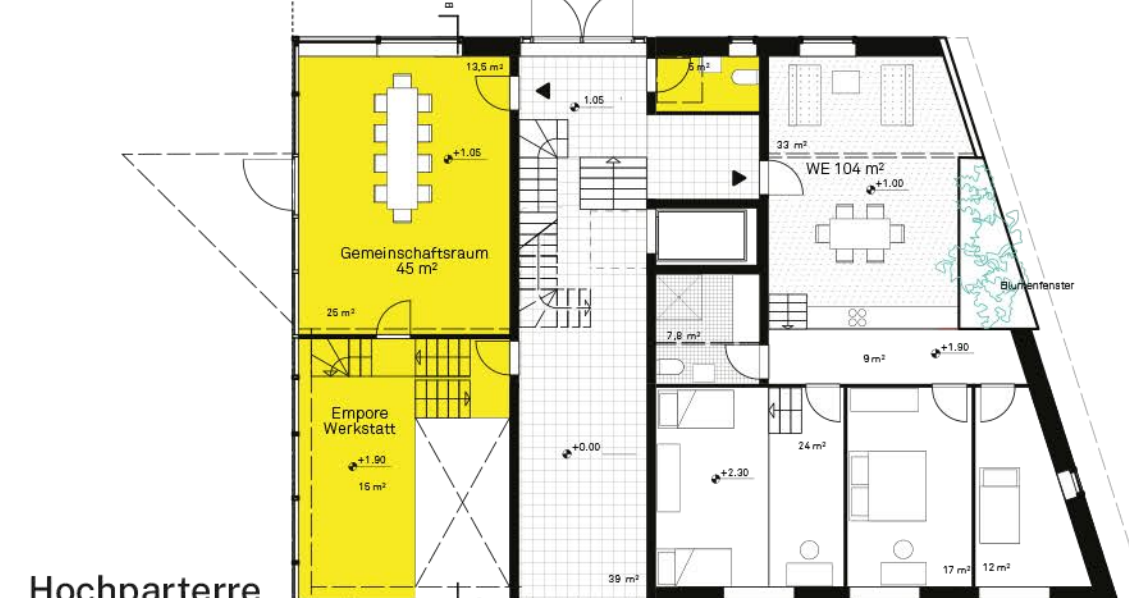 B
13,5 m²
1.05
5 m²
+1.05
33 m²
WE 104 m²
+1.00
Gemeinschaftsraum
45 m²
Blumenfenster
25 m²
7,8 m²
+1.90
9 m²
Empore
Werkstatt
+1.90
15 m²
+0.00
24 m²
+2.30
39 m²
17 m²
12 m²
Hochparterre